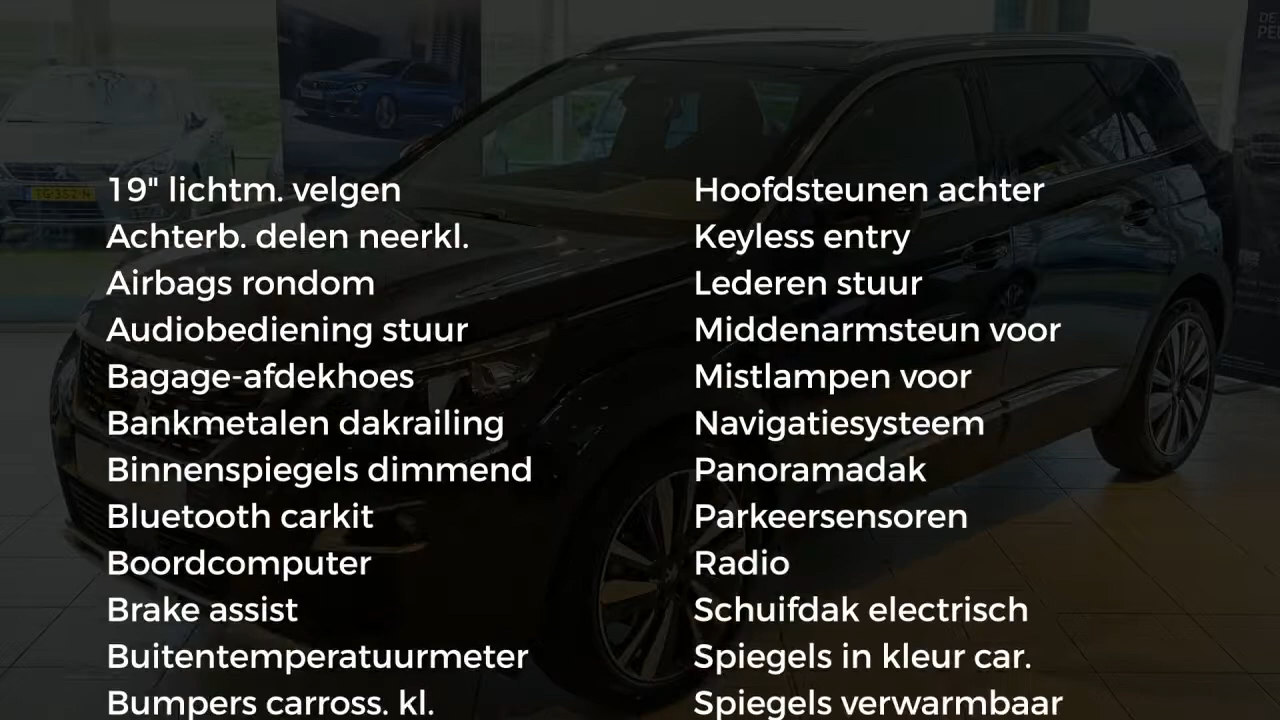 19" lichtm. velgen
Achterb. delen neerkl.
Airbags rondom
Audiobediening stuur
Bagage-afdekhoes
Bankmetalen dakrailing
Binnenspiegels dimmend
Bluetooth carkit
Boordcomputer
Brake assist
Buitentemperatuurmeter
Bumpers carross. kl.
Hoofdsteunen achter
Keyless entry
Lederen stuur
Middenarmsteun voor
Mistlampen voor
Navigatiesysteem
Panoramadak
Parkeersensoren
Radio
Schuifdak electrisch
Spiegels in kleur car.
Spiegels verwarmbaar